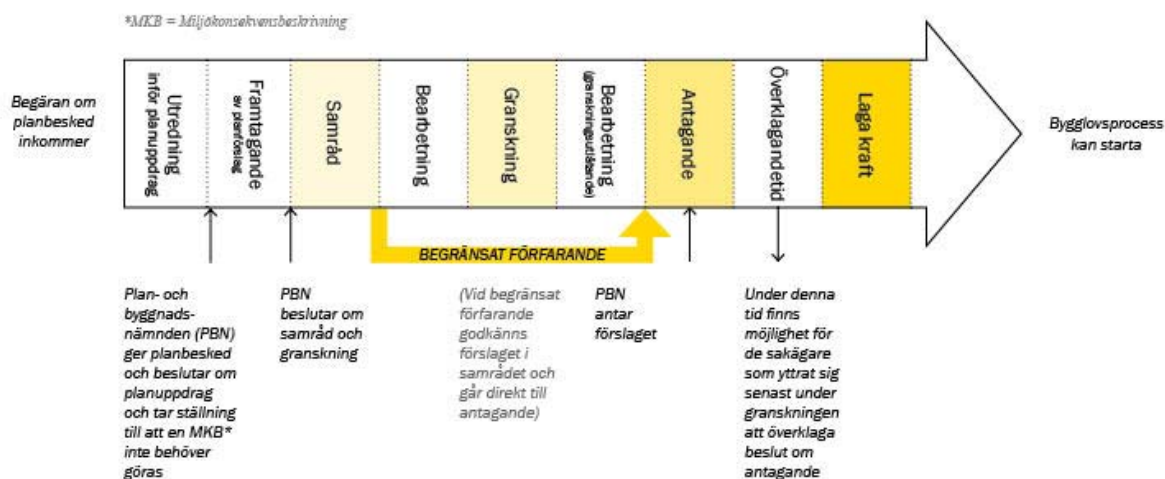 *MKB = Miljökonsekvensbeskrivning
Begäran om
planbesked
inkommer
Utredning
inför planuppdrag
Framtagande
av planförslag
Samråd
Bearbetning
Granskning
Bearbetning
(granskningsutlåtande)
Antagande
Överklagandetid
Laga kraft
Bygglovsprocess
kan starta
BEGRÄNSAT FÖRFARANDE
Plan- och
byggnads-
nämnden (PBN)
ger planbesked
och beslutar om
planuppdrag
och tar ställning
till att en MKB*
inte behöver
göras
PBN
beslutar om
samråd och
granskning
(Vid begränsat
förfarande
godkänns
förslaget i
samrådet och
går direkt till
antagande)
PBN
antar
förslaget
Under denna
tid finns
möjlighet för
de sakägare
som yttrat sig
senast under
granskningen
att överklaga
beslut om
antagande